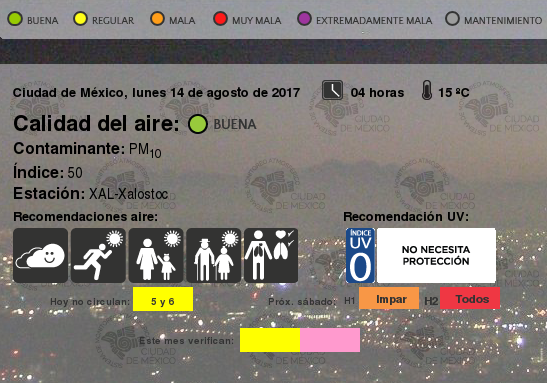 BUENA REGULAR MALA MUY MALA EXTREMADAMENTE MALA MANTENIMIENTO
Ciudad de México, lunes 14 de agosto de 2017 04 horas 15 ºC
Calidad del aire: BUENA
Contaminante: PM10
Índice: 50
Estación: XAL-Xalostoc
Recomendaciones aire: Recomendación UV:
ÍNDICE
UV
0
NO NECESITA
PROTECCIÓN
Hoy no circulan: 5 y 6 Próx. sábado: H1 Impar H2 Todos
Este mes verifican:
CIUDAD
DE MÉXICO